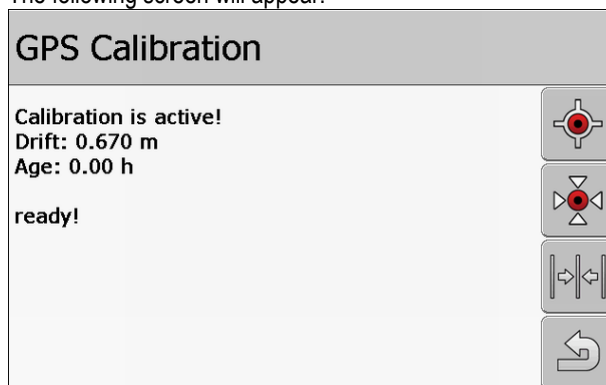 The following screen will appear:
GPS Calibration
Calibration is active!
Drift: 0.670 m
Age: 0.00 h
ready!